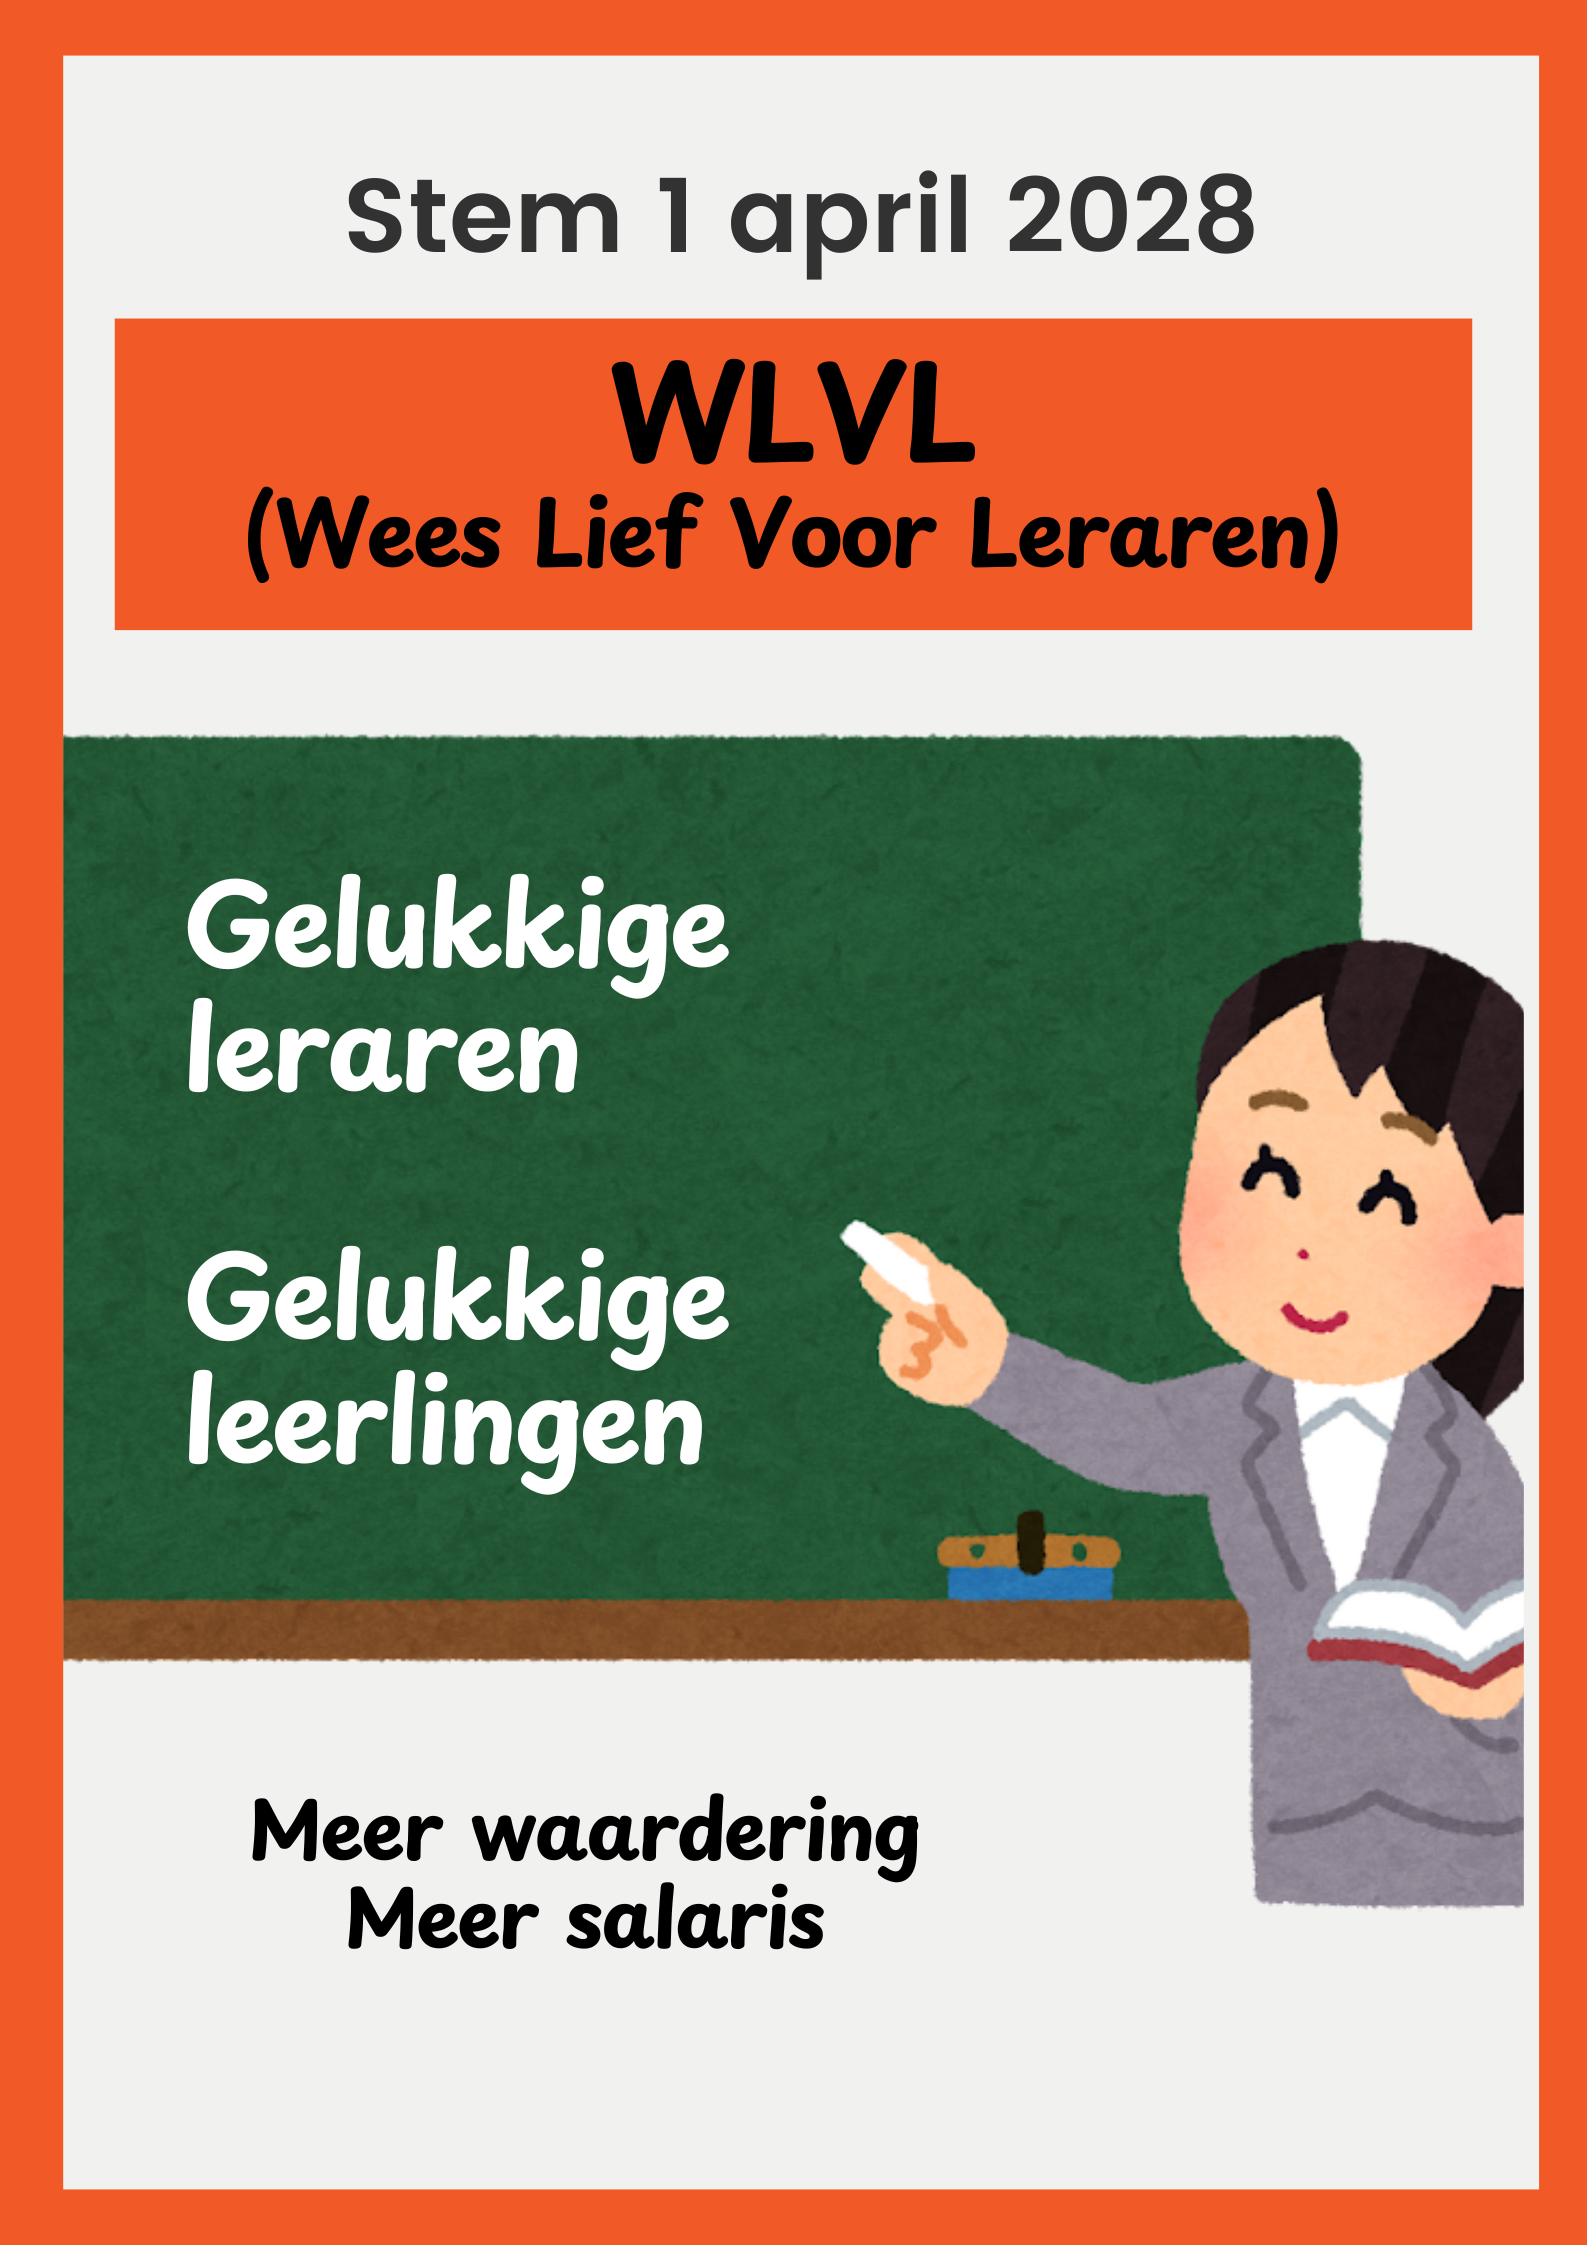 Stem 1 april 2028
WLVL
(Wees Lief Voor Leraren)
Gelukkige
leraren
Gelukkige
leerlingen
Meer waardering
Meer salaris